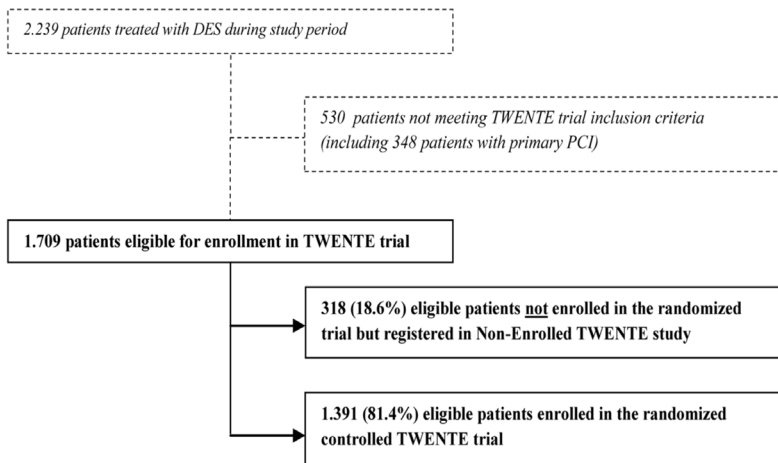 2.239 patients treated with DES during study period
530 patients not meeting TWENTE trial inclusion criteria
(including 348 patients with primary PCI)
1.709 patients eligible for enrollment in TWENTE trial
318 (18.6%) eligible patients not enrolled in the randomized
trial but registered in Non-Enrolled TWENTE study
1.391 (81.4%) eligible patients enrolled in the randomized
controlled TWENTE trial